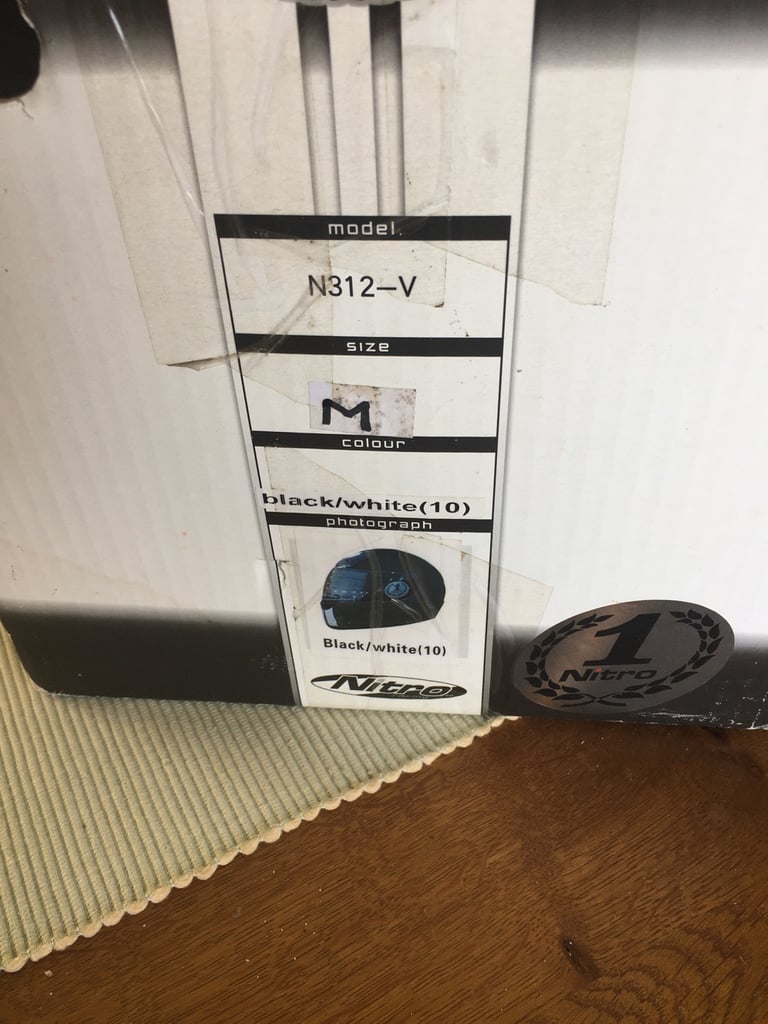 model
N312-V
size
M
colour
black/white(10)
photograph
Black/white(10)
Nitro
1
Nitro